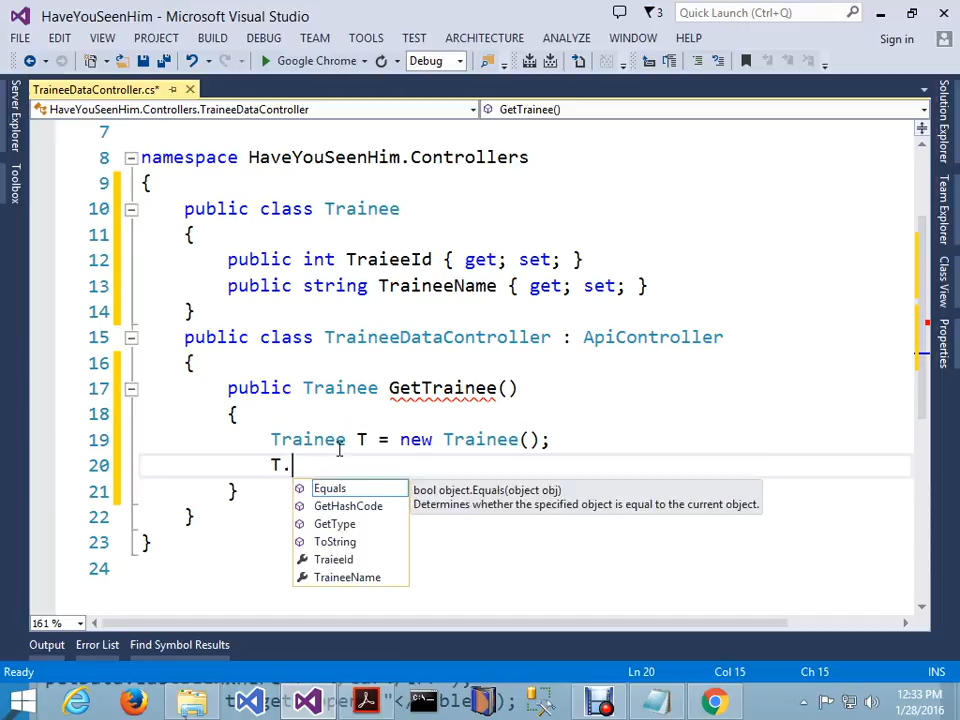 HaveYouSeenHim - Microsoft Visual Studio
3
Quick Launch (Ctrl+Q)
FILE EDIT VIEW PROJECT BUILD DEBUG TEAM TOOLS TEST ARCHITECTURE ANALYZE WINDOW HELP
Sign in
Google Chrome
Debug
Server Explorer
Toolbox
TraineeDataController.cs*
HaveYouSeenHim.Controllers.TraineeDataController
GetTrainee()
7
8 namespace HaveYouSeenHim.Controllers
9 {
10 public class Trainee
11 {
12 public int TraieeId { get; set; }
13 public string TraineeName { get; set; }
14 }
15 public class TraineeDataController : ApiController
16 {
17 public Trainee GetTrainee()
18 {
19 Trainee T = new Trainee();
20 T.
21 }
22 }
23 }
24
Equals
GetHashCode
GetType
ToString
TraieeId
TraineeName
bool object.Equals(object obj)
Determines whether the specified object is equal to the current object.
Solution Explorer
Team Explorer
Class View
Properties
161 %
Output Error List Find Symbol Results
Ready
Ln 20
Col 15
Ch 15
INS
12:33 PM
1/28/2016